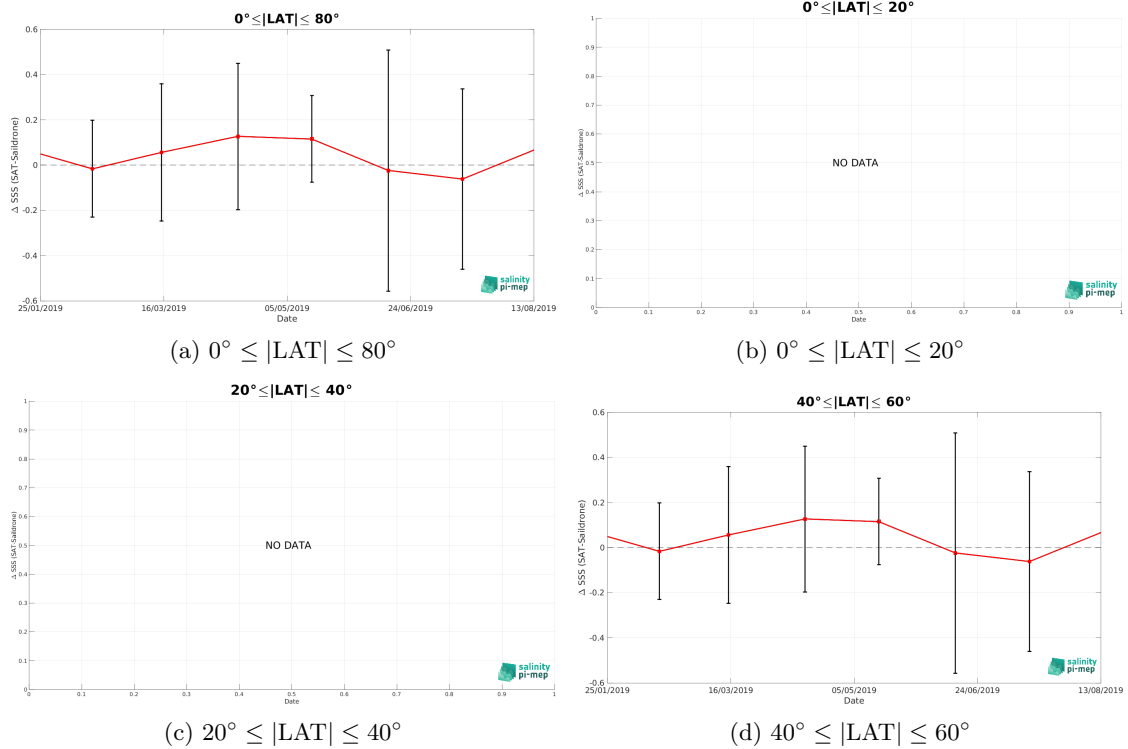 0°≤|LAT|≤ 80°
Δ SSS (SAT-Saildrone)
0.6
0.4
0.2
0
-0.2
-0.4
-0.6
25/01/2019 16/03/2019 05/05/2019 24/06/2019 13/08/2019
Date
salinity
pi-mep
(a) 0° ≤ |LAT| ≤ 80°
0°≤|LAT|≤ 20°
Δ SSS (SAT-Saildrone)
1
0.9
0.8
0.7
0.6
0.5
0.4
0.3
0.2
0.1
0
NO DATA
0 0.1 0.2 0.3 0.4 0.5 0.6 0.7 0.8 0.9 1
Date
salinity
pi-mep
(b) 0° ≤ |LAT| ≤ 20°
20°≤|LAT|≤ 40°
Δ SSS (SAT-Saildrone)
1
0.9
0.8
0.7
0.6
0.5
0.4
0.3
0.2
0.1
0
NO DATA
0 0.1 0.2 0.3 0.4 0.5 0.6 0.7 0.8 0.9 1
Date
salinity
pi-mep
(c) 20° ≤ |LAT| ≤ 40°
40°≤|LAT|≤ 60°
Δ SSS (SAT-Saildrone)
0.6
0.4
0.2
0
-0.2
-0.4
-0.6
25/01/2019 16/03/2019 05/05/2019 24/06/2019 13/08/2019
Date
salinity
pi-mep
(d) 40° ≤ |LAT| ≤ 60°